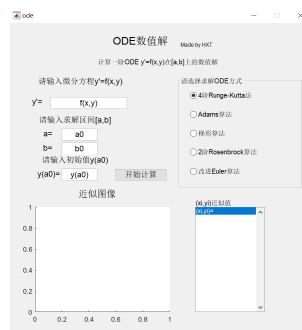 ode
ODE数值解 Made by HXT
计算一阶ODE y'=f(x,y)在[a,b]上的数值解
请输入微分方程y'=f(x,y)
y'= f(x,y)
请输入求解区间[a,b]
a= a0
b= b0
请输入初始值y(a0)
y(a0)= y(a0) 开始计算
请选择求解ODE方式
4阶Runge-Kutta法
Adams算法
梯形算法
2阶Rosenbrock算法
改进Euler算法
近似图像
1
0.8
0.6
0.4
0.2
0
0 0.2 0.4 0.6 0.8 1
(xi,yi)近似值
(xi,yi)=